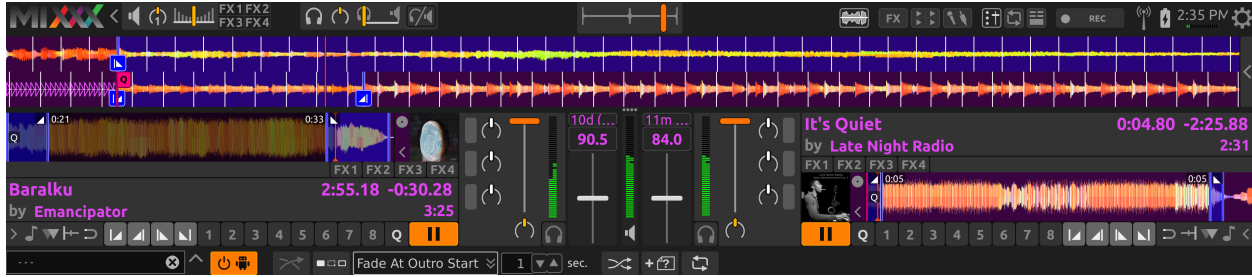 MIXXX
FX1 FX2
FX3 FX4
FX
REC
2:35 PM
Q
0:21
0:33
Q
FX1 FX2 FX3 FX4
Baralku
2:55.18 -0:30.28
by Emancipator
3:25
1 2 3 4 5 6 7 8 Q
10d (...
90.5
11m ...
84.0
It's Quiet
0:04.80 -2:25.88
by Late Night Radio
2:31
FX1 FX2 FX3 FX4
0:05
0:05
Q
Q 1 2 3 4 5 6 7 8
---
Fade At Outro Start
1
sec.